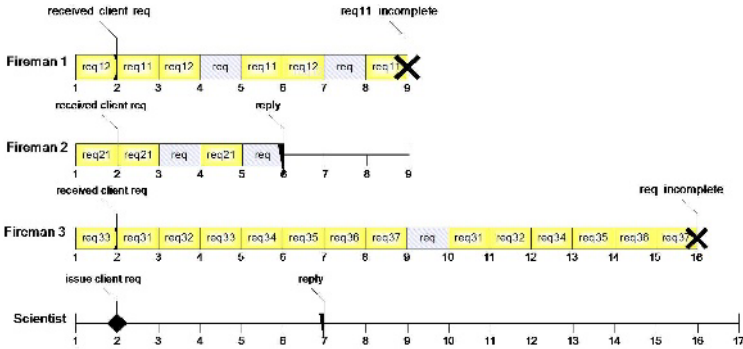 received client req req11 incomplete
Fireman 1 req12 req11 req12 req req11 req12 req req11
1 2 3 4 5 6 7 8 9
received client req reply
Fireman 2 req21 req21 req req21 req
1 2 3 4 5 6 7 8 9
received client req req incomplete
Fireman 3 req33 req31 req32 req33 req34 req35 req36 req37 req req31 req32 req34 req35 req36 req37
1 2 3 4 5 6 7 8 9 10 11 12 13 14 15 16
issue client req reply
Scientist
1 2 3 4 5 6 7 8 9 10 11 12 13 14 15 16 17